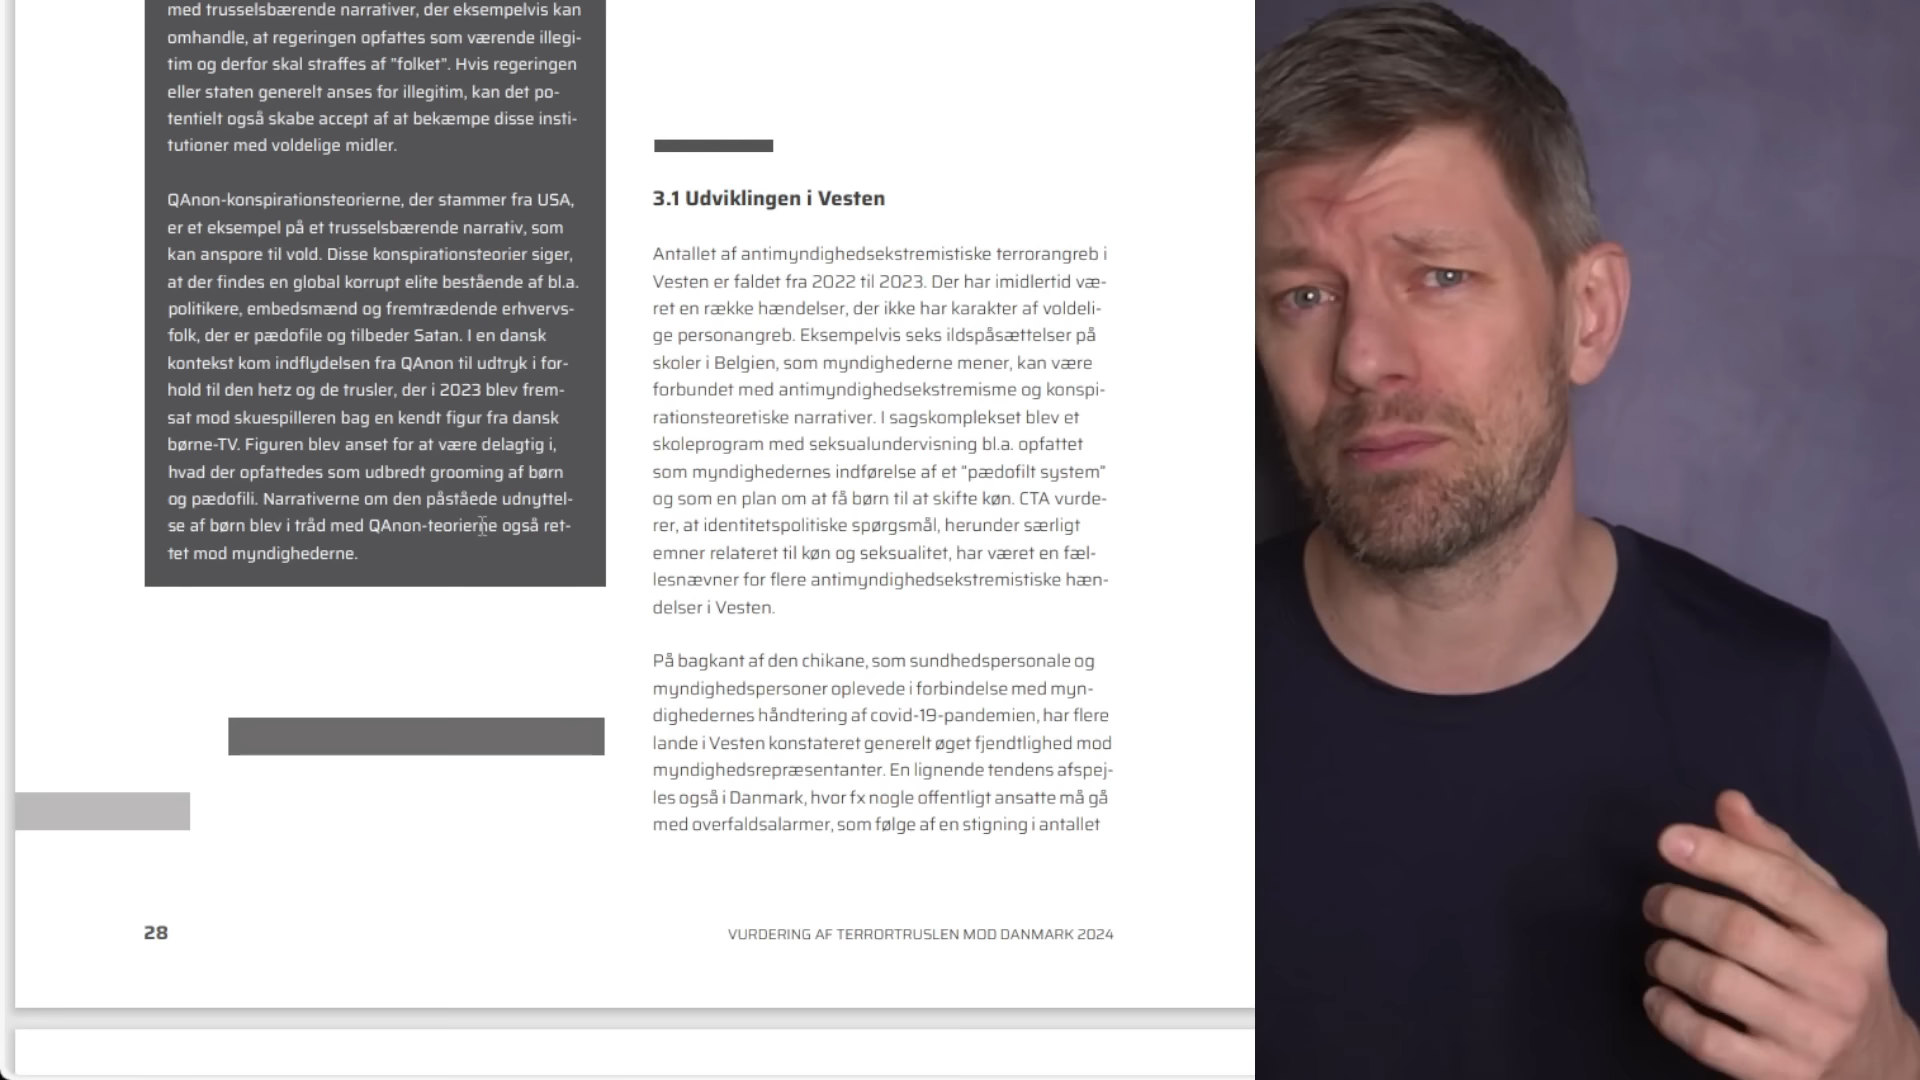 med trusselsbærende narrativer, der eksempelvis kan
omhandle, at regeringen opfattes som værende illegi-
tim og derfor skal straffes af "folket". Hvis regeringen
eller staten generelt anses for illegitim, kan det po-
tentielt også skabe accept af at bekæmpe disse insti-
tutioner med voldelige midler.
QAnon-konspirationsteorierne, der stammer fra USA,
er et eksempel på et trusselsbærende narrativ, som
kan anspore til vold. Disse konspirationsteorier siger,
at der findes en global korrupt elite bestående af bl.a.
politikere, embedsmænd og fremtrædende erhvervs-
folk, der er pædofile og tilbeder Satan. I en dansk
kontekst kom indflydelsen fra QAnon til udtryk i for-
hold til den hetz og de trusler, der i 2023 blev frem-
sat mod skuespilleren bag en kendt figur fra dansk
børne-TV. Figuren blev anset for at være delagtig i,
hvad der opfattedes som udbredt grooming af børn
og pædofili. Narrativerne om den påståede udnyttel-
se af børn blev i tråd med QAnon-teorierne også ret-
tet mod myndighederne.
3.1 Udviklingen i Vesten
Antallet af antimyndighedsekstremistiske terrorangreb i
Vesten er faldet fra 2022 til 2023. Der har imidlertid væ-
ret en række hændelser, der ikke har karakter af voldeli-
ge personangreb. Eksempelvis seks ildspåsættelser på
skoler i Belgien, som myndighederne mener, kan være
forbundet med antimyndighedsekstremisme og konspi-
rationsteoretiske narrativer. I sagskomplekset blev et
skoleprogram med seksualundervisning bl.a. opfattet
som myndighedernes indførelse af et "pædofilt system"
og som en plan om at få børn til at skifte køn. CTA vurde-
rer, at identitetspolitiske spørgsmål, herunder særligt
emner relateret til køn og seksualitet, har været en fæl-
lesnævner for flere antimyndighedsekstremistiske hæn-
delser i Vesten.
På bagkant af den chikane, som sundhedspersonale og
myndighedspersoner oplevede i forbindelse med myn-
dighedernes håndtering af covid-19-pandemien, har flere
lande i Vesten konstateret generelt øget fjendtlighed mod
myndighedsrepræsentanter. En lignende tendens afspej-
les også i Danmark, hvor fx nogle offentligt ansatte må gå
med overfaldsalarmer, som følge af en stigning i antallet
28
VURDERING AF TERRORTRUSLEN MOD DANMARK 2024